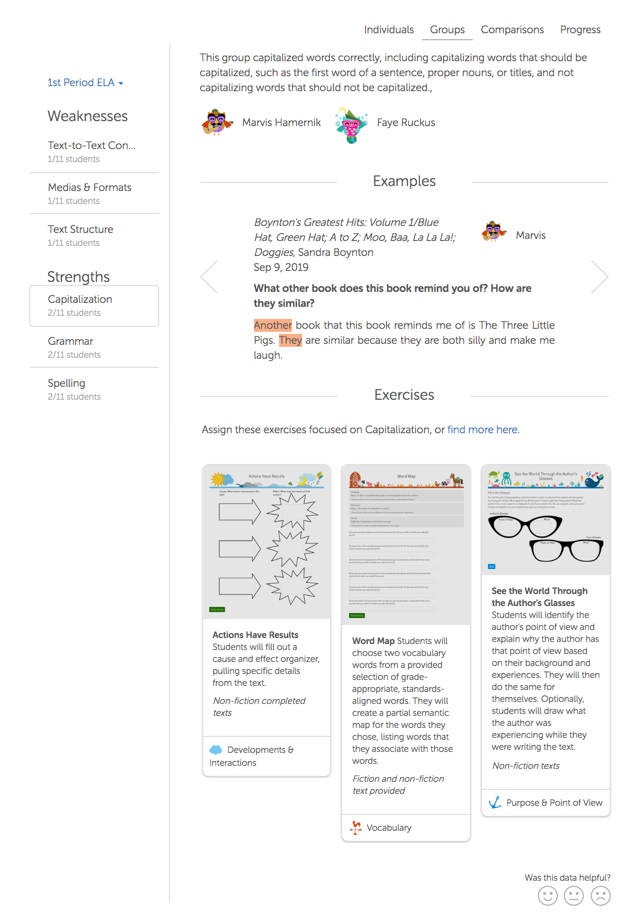 Individuals Groups Comparisons Progress
1st Period ELA
Weaknesses
Text-to-Text Con...
1/11 students
Medias & Formats
1/11 students
Text Structure
1/11 students
Strengths
Capitalization
2/11 students
Grammar
2/11 students
Spelling
2/11 students
This group capitalized words correctly, including capitalizing words that should be
capitalized, such as the first word of a sentence, proper nouns, or titles, and not
capitalizing words that should not be capitalized.,
Marvis Hamernik Faye Ruckus
Examples
Boynton's Greatest Hits: Volume 1/Blue
Hat, Green Hat; A to Z; Moo, Baa, La La La!;
Doggies, Sandra Boynton
Sep 9, 2019
Marvis
What other book does this book remind you of? How are
they similar?
Another book that this book reminds me of is The Three Little
Pigs. They are similar because they are both silly and make me
laugh.
Exercises
Assign these exercises focused on Capitalization, or find more here.
Actions Have Results
Actions Have Results
Students will fill out a
cause and effect organizer,
pulling specific details
from the text.
Non-fiction completed
texts
Developments &
Interactions
Word Map
Word Map Students will
choose two vocabulary
words from a provided
selection of grade-
appropriate, standards-
aligned words. They will
create a partial semantic
map for the words they
chose, listing words that
they associate with those
words.
Fiction and non-fiction
text provided
Vocabulary
See the World Through the Author's
Glasses
See the World Through
the Author's Glasses
Students will identify the
author's point of view and
explain why the author has
that point of view based
on their background and
experiences. They will then
do the same for
themselves. Optionally,
students will draw what
the author was
experiencing while they
were writing the text.
Non-fiction texts
Purpose & Point of View
Was this data helpful?